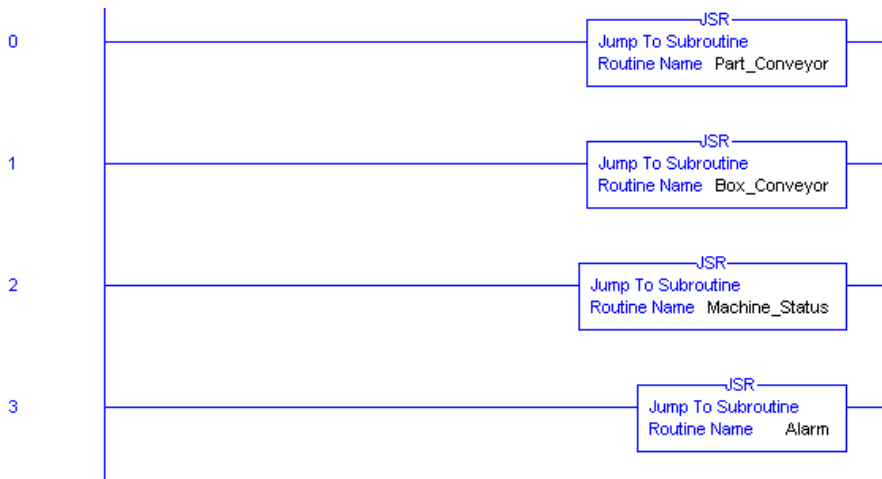 0
JSR
Jump To Subroutine
Routine Name Part_Conveyor
1
JSR
Jump To Subroutine
Routine Name Box_Conveyor
2
JSR
Jump To Subroutine
Routine Name Machine_Status
3
JSR
Jump To Subroutine
Routine Name Alarm